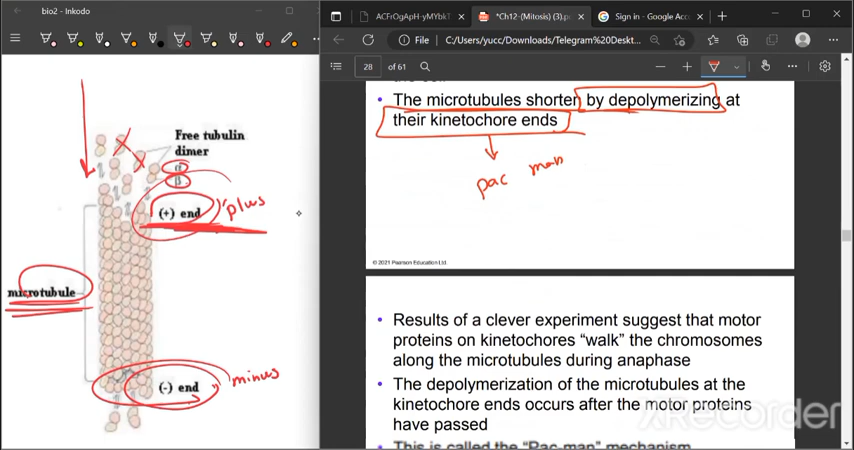 bio2 - Inkodo
Free tubulin
dimer
α
β
(+) end
plus
microtubule
(-) end
minus
ACFrOgApH-yMYbkT
*Ch12-(Mitosis) (3).p
Sign in - Google Acc
File
C:/Users/yucc/Downloads/Telegram%20Desk...
28 of 61
The microtubules shorten by depolymerizing at
their kinetochore ends
pac man
© 2021 Pearson Education Ltd.
• Results of a clever experiment suggest that motor
proteins on kinetochores “walk” the chromosomes
along the microtubules during anaphase
• The depolymerization of the microtubules at the
kinetochore ends occurs after the motor proteins
have passed
• This is called the “Pac-man” mechanism
XRecorder